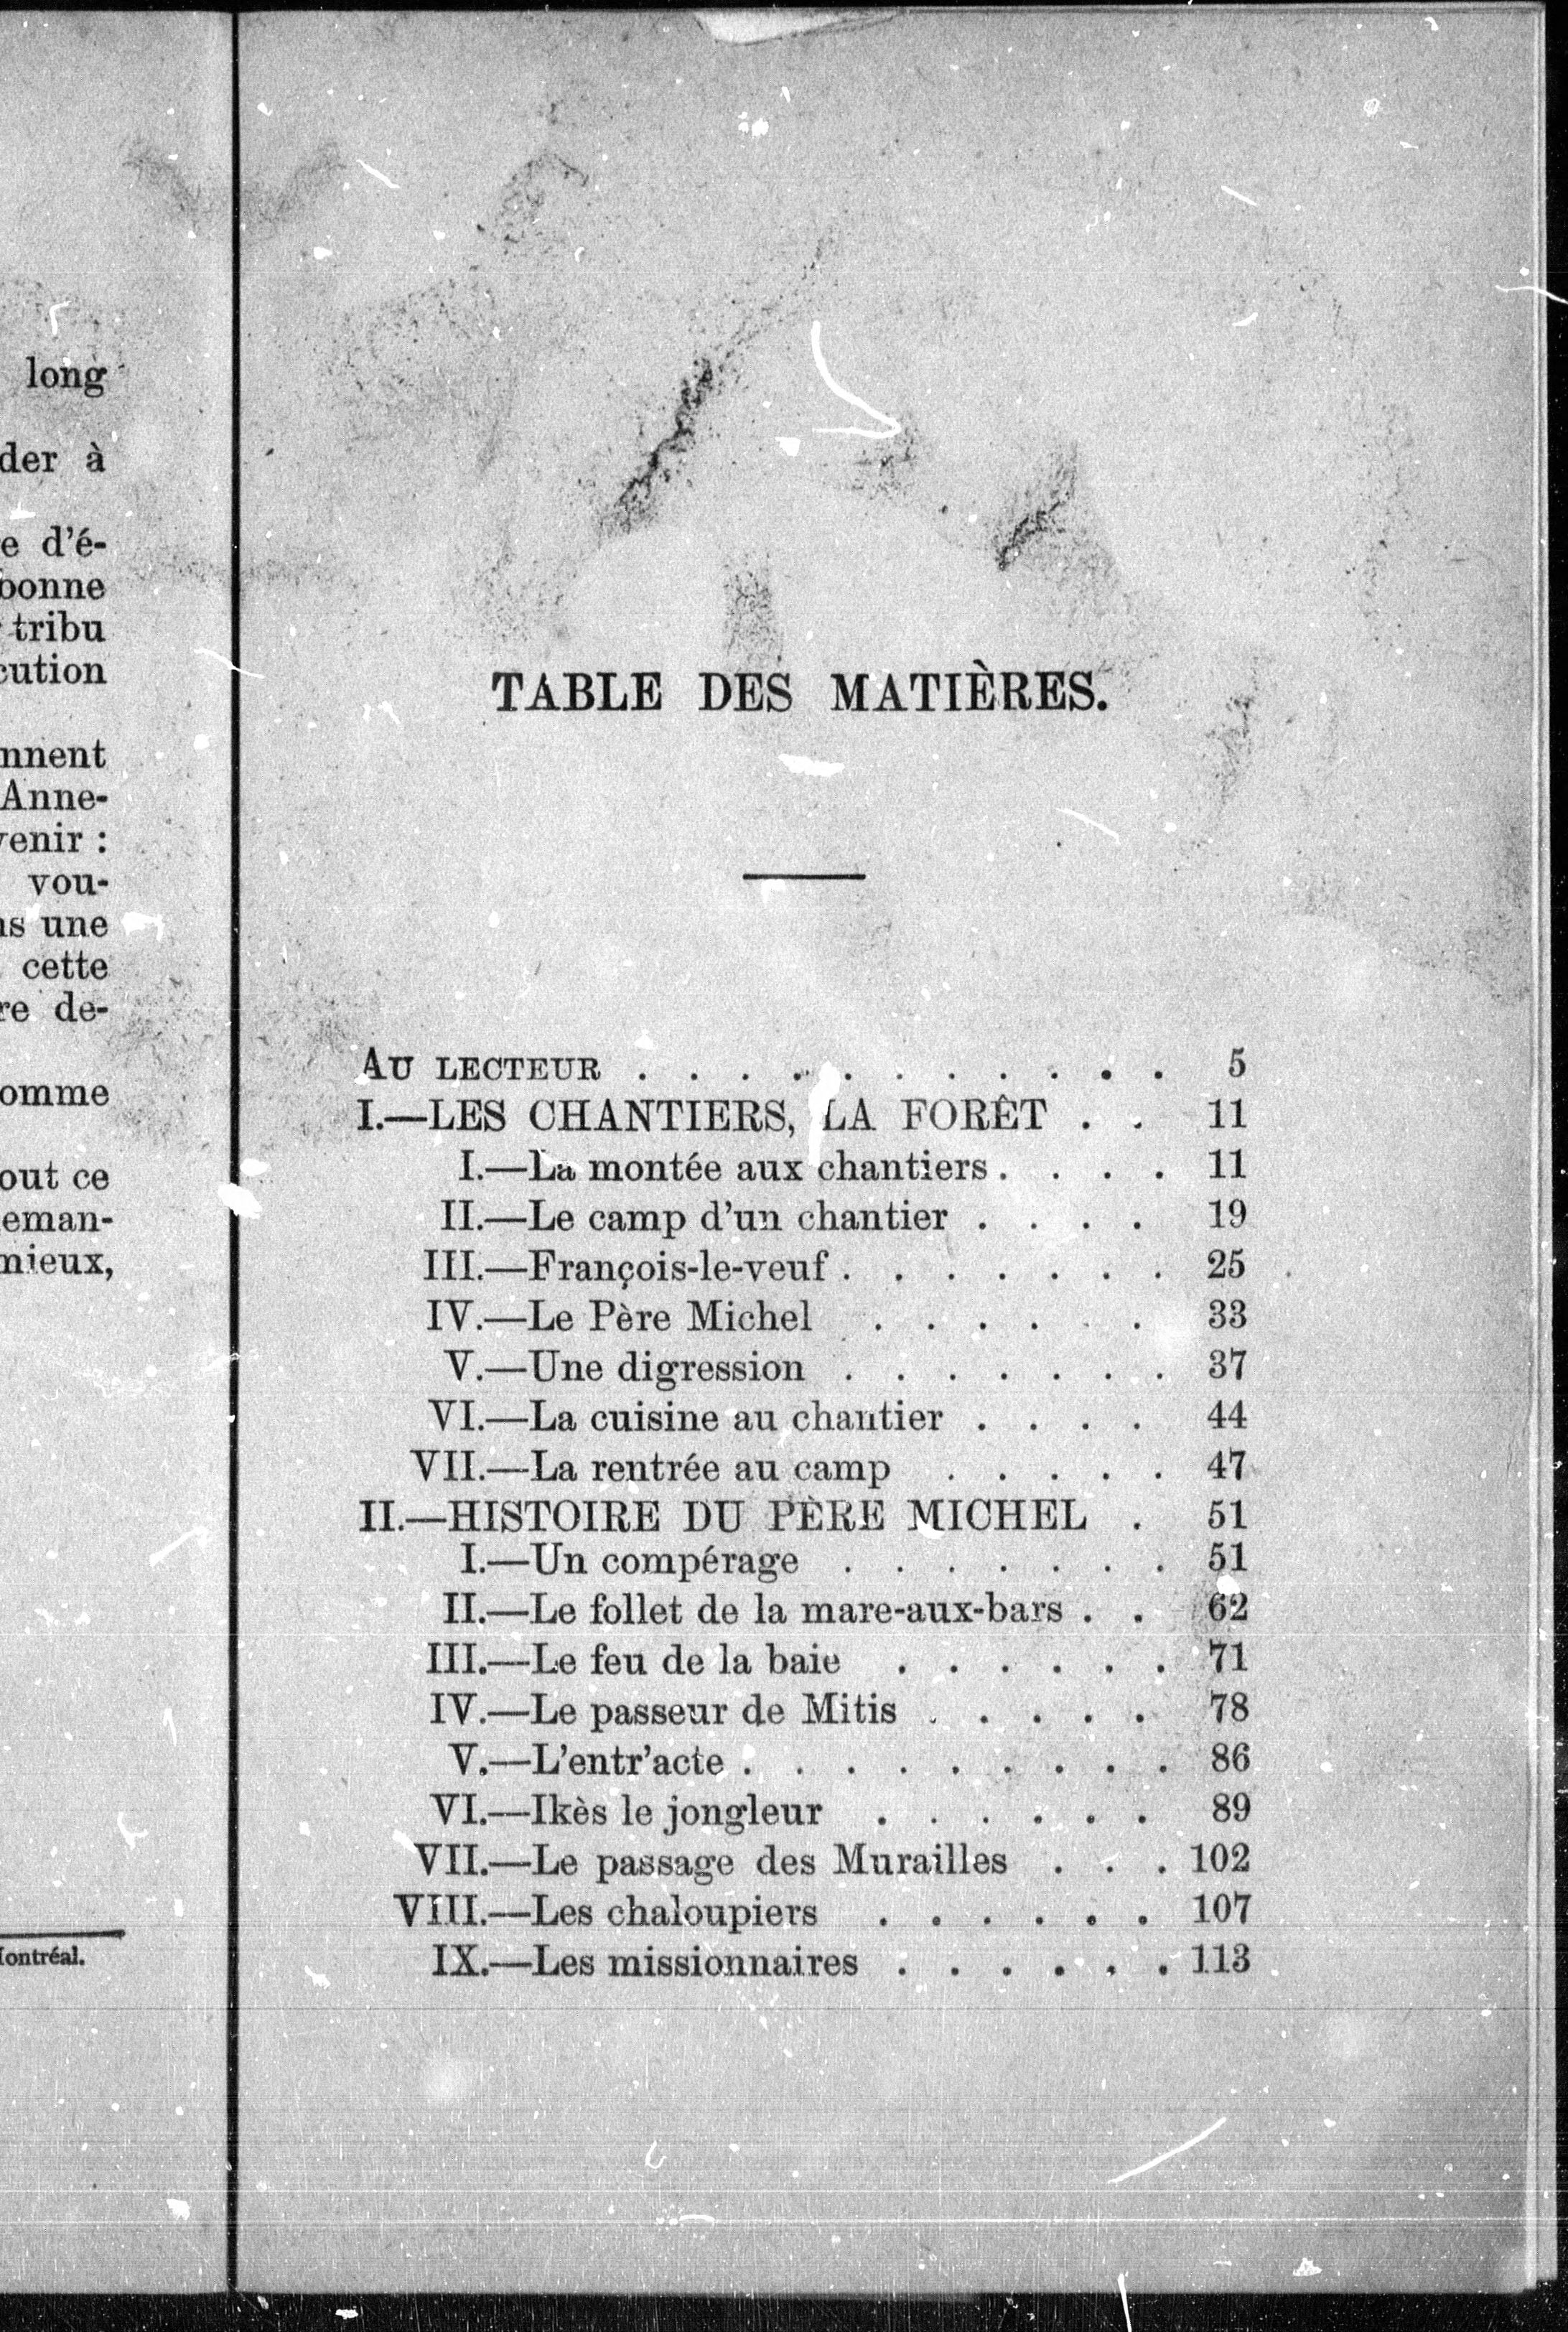 long
der à
e d'é-
bonne
tribu
cution
nnent
Anne-
venir :
vou-
ns une
cette
re de-
omme
out ce
eman-
mieux,
Montréal.
TABLE DES MATIÈRES.
AU LECTEUR . . . . . . . . . . . 5
I.—LES CHANTIERS, LA FORÊT . . 11
I.—La montée aux chantiers . . . . 11
II.—Le camp d'un chantier . . . . 19
III.—François-le-veuf . . . . . . . 25
IV.—Le Père Michel . . . . . . 33
V.—Une digression . . . . . . . 37
VI.—La cuisine au chantier . . . . 44
VII.—La rentrée au camp . . . . . 47
II.—HISTOIRE DU PÈRE MICHEL . 51
I.—Un compérage . . . . . . . 51
II.—Le follet de la mare-aux-bars . . 62
III.—Le feu de la baie . . . . . . 71
IV.—Le passeur de Mitis . . . . . 78
V.—L'entr'acte . . . . . . . . . 86
VI.—Ikès le jongleur . . . . . . 89
VII.—Le passage des Murailles . . . 102
VIII.—Les chaloupiers . . . . . . 107
IX.—Les missionnaires . . . . . . 113